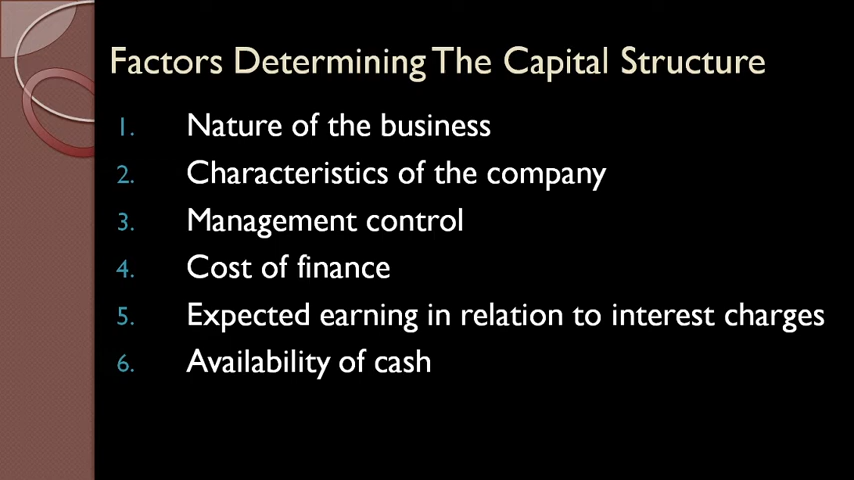 Factors Determining The Capital Structure
1. Nature of the business
2. Characteristics of the company
3. Management control
4. Cost of finance
5. Expected earning in relation to interest charges
6. Availability of cash